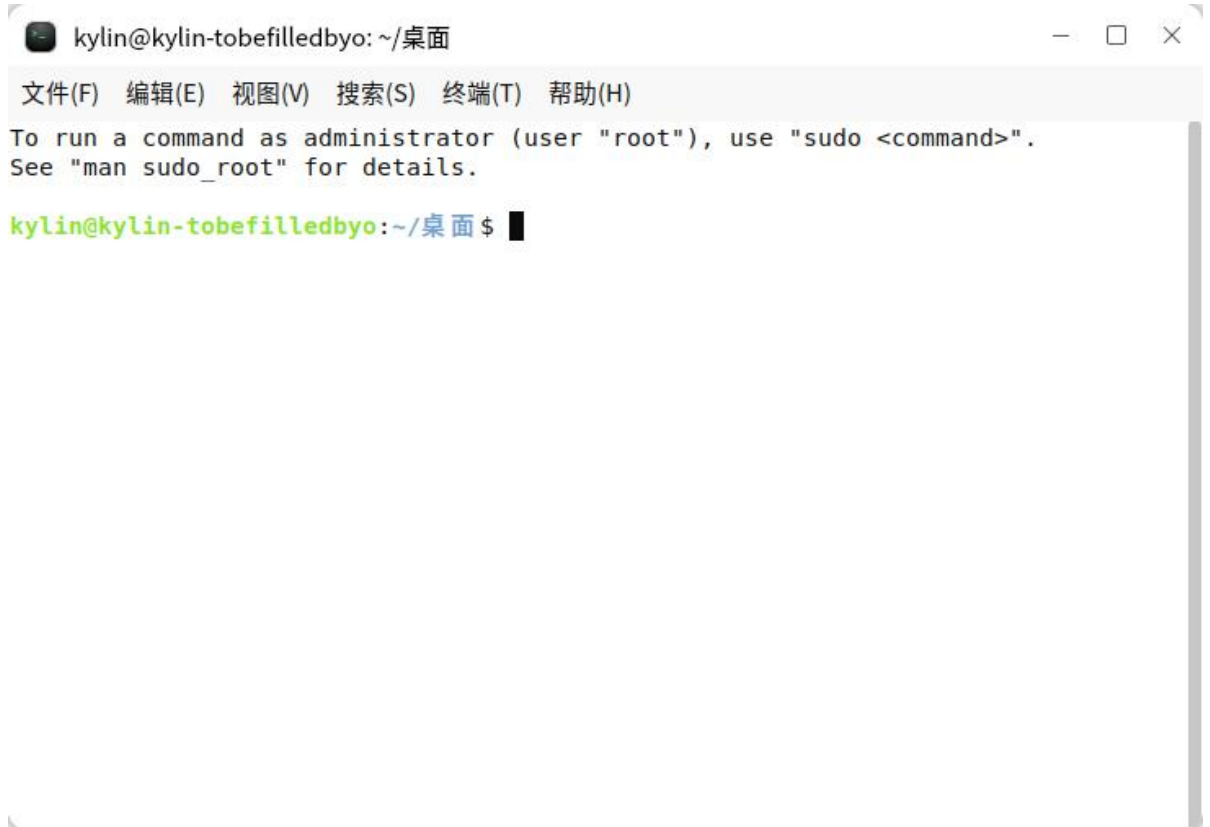 kylin@kylin-tobefilledbyo: ~/桌面
文件(F) 编辑(E) 视图(V) 搜索(S) 终端(T) 帮助(H)
To run a command as administrator (user "root"), use "sudo <command>".
See "man sudo_root" for details.
kylin@kylin-tobefilledbyo:~/桌面$